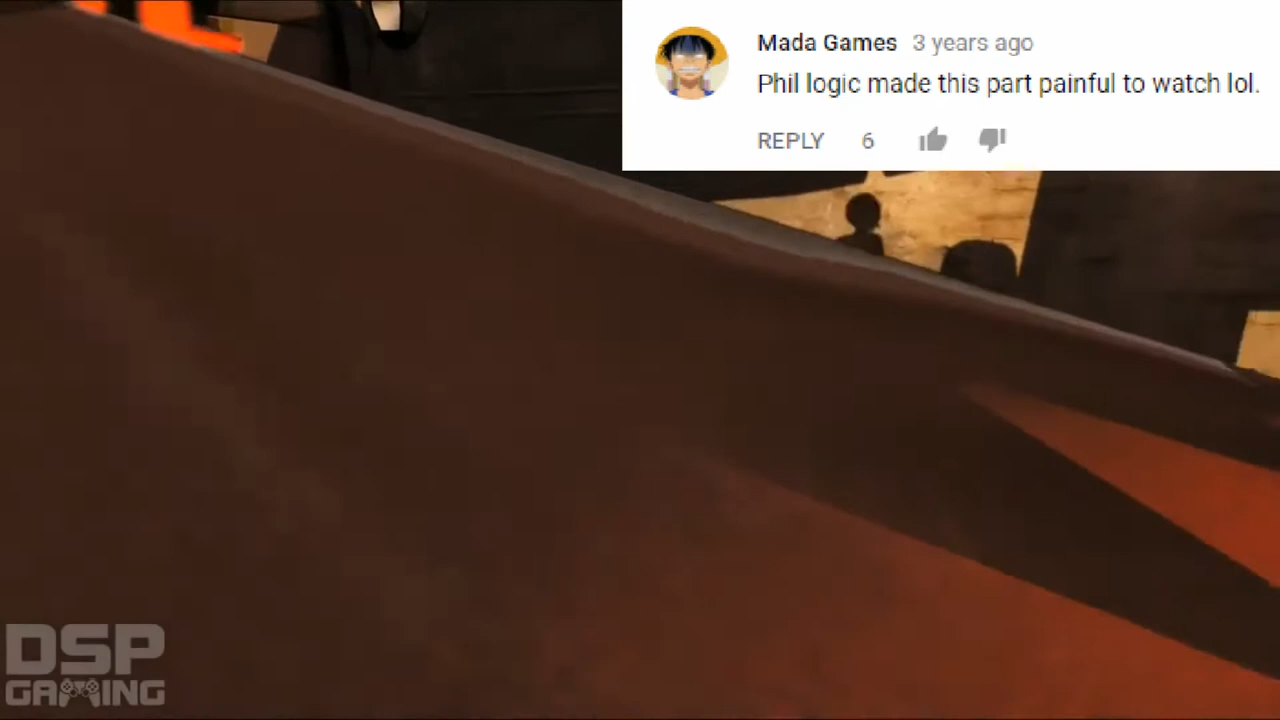 Mada Games 3 years ago
Phil logic made this part painful to watch lol.
REPLY 6
DSP
GAMING